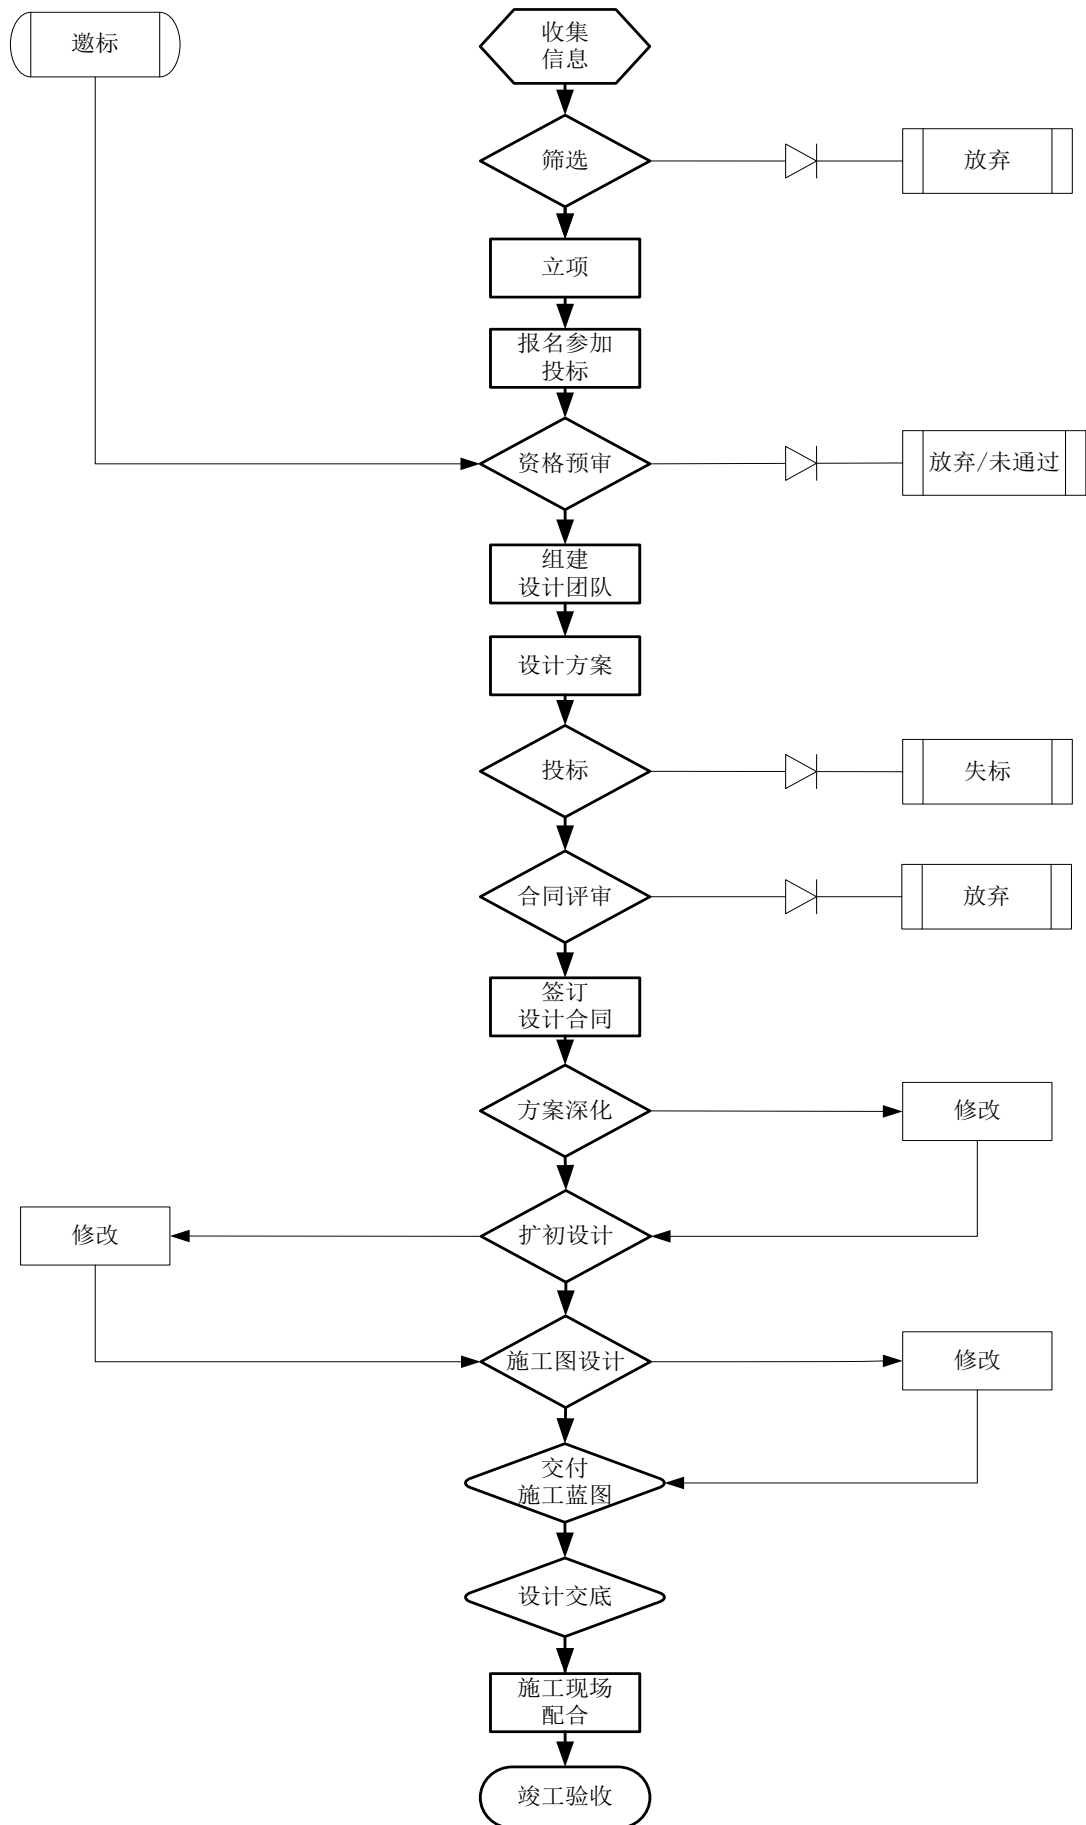 邀标
收集
信息
筛选
放弃
立项
报名参加
投标
资格预审
放弃/未通过
组建
设计团队
设计方案
投标
失标
合同评审
放弃
签订
设计合同
方案深化
修改
修改
扩初设计
施工图设计
修改
交付
施工蓝图
设计交底
施工现场
配合
竣工验收